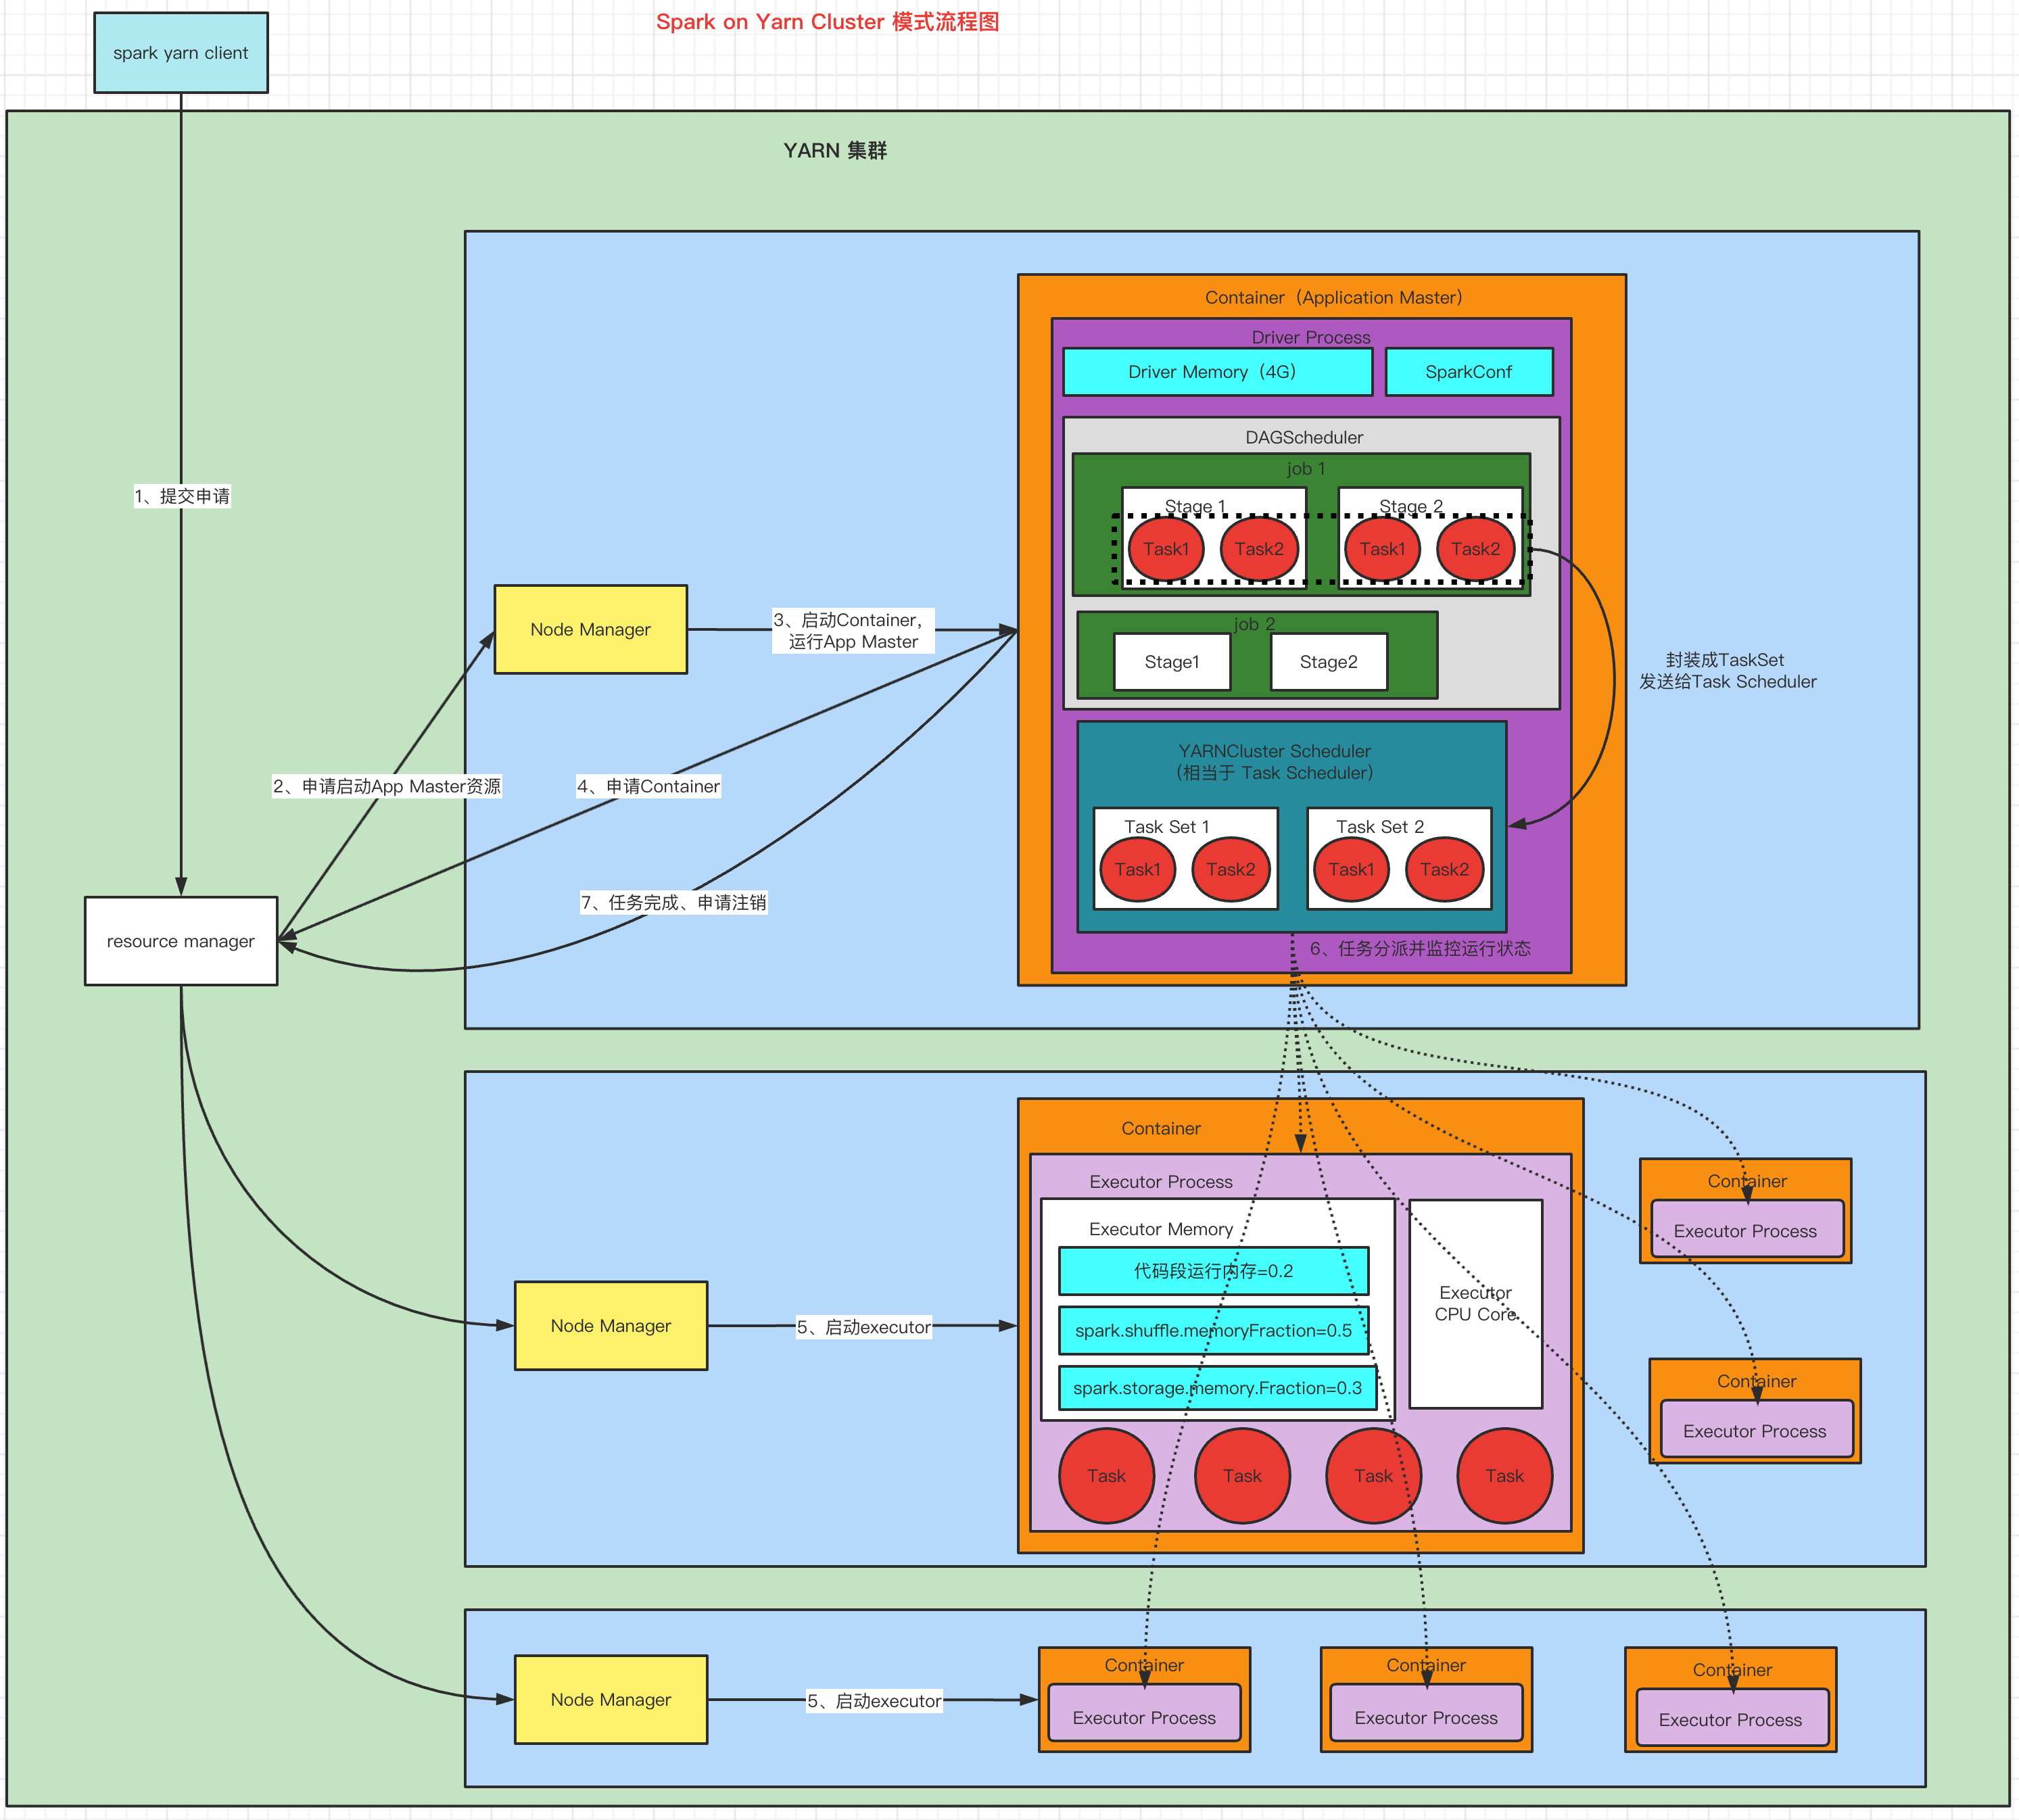 Spark on Yarn Cluster 模式流程图
spark yarn client
YARN 集群
Container（Application Master）
Driver Process
Driver Memory（4G）
SparkConf
DAGScheduler
job 1
Stage 1
Stage 2
Task1
Task2
Task1
Task2
1、提交申请
Node Manager
3、启动Container，
运行App Master
job 2
Stage1
Stage2
封装成TaskSet
发送给Task Scheduler
2、申请启动App Master资源
4、申请Container
YARNCluster Scheduler
（相当于 Task Scheduler）
Task Set 1
Task Set 2
Task1
Task2
Task1
Task2
7、任务完成、申请注销
resource manager
6、任务分派并监控运行状态
Container
Executor Process
Executor Memory
代码段运行内存=0.2
spark.shuffle.memoryFraction=0.5
spark.storage.memory.Fraction=0.3
Executor
CPU Core
Container
Executor Process
Node Manager
5、启动executor
Container
Executor Process
Task
Task
Task
Task
Node Manager
5、启动executor
Container
Executor Process
Container
Executor Process
Container
Executor Process